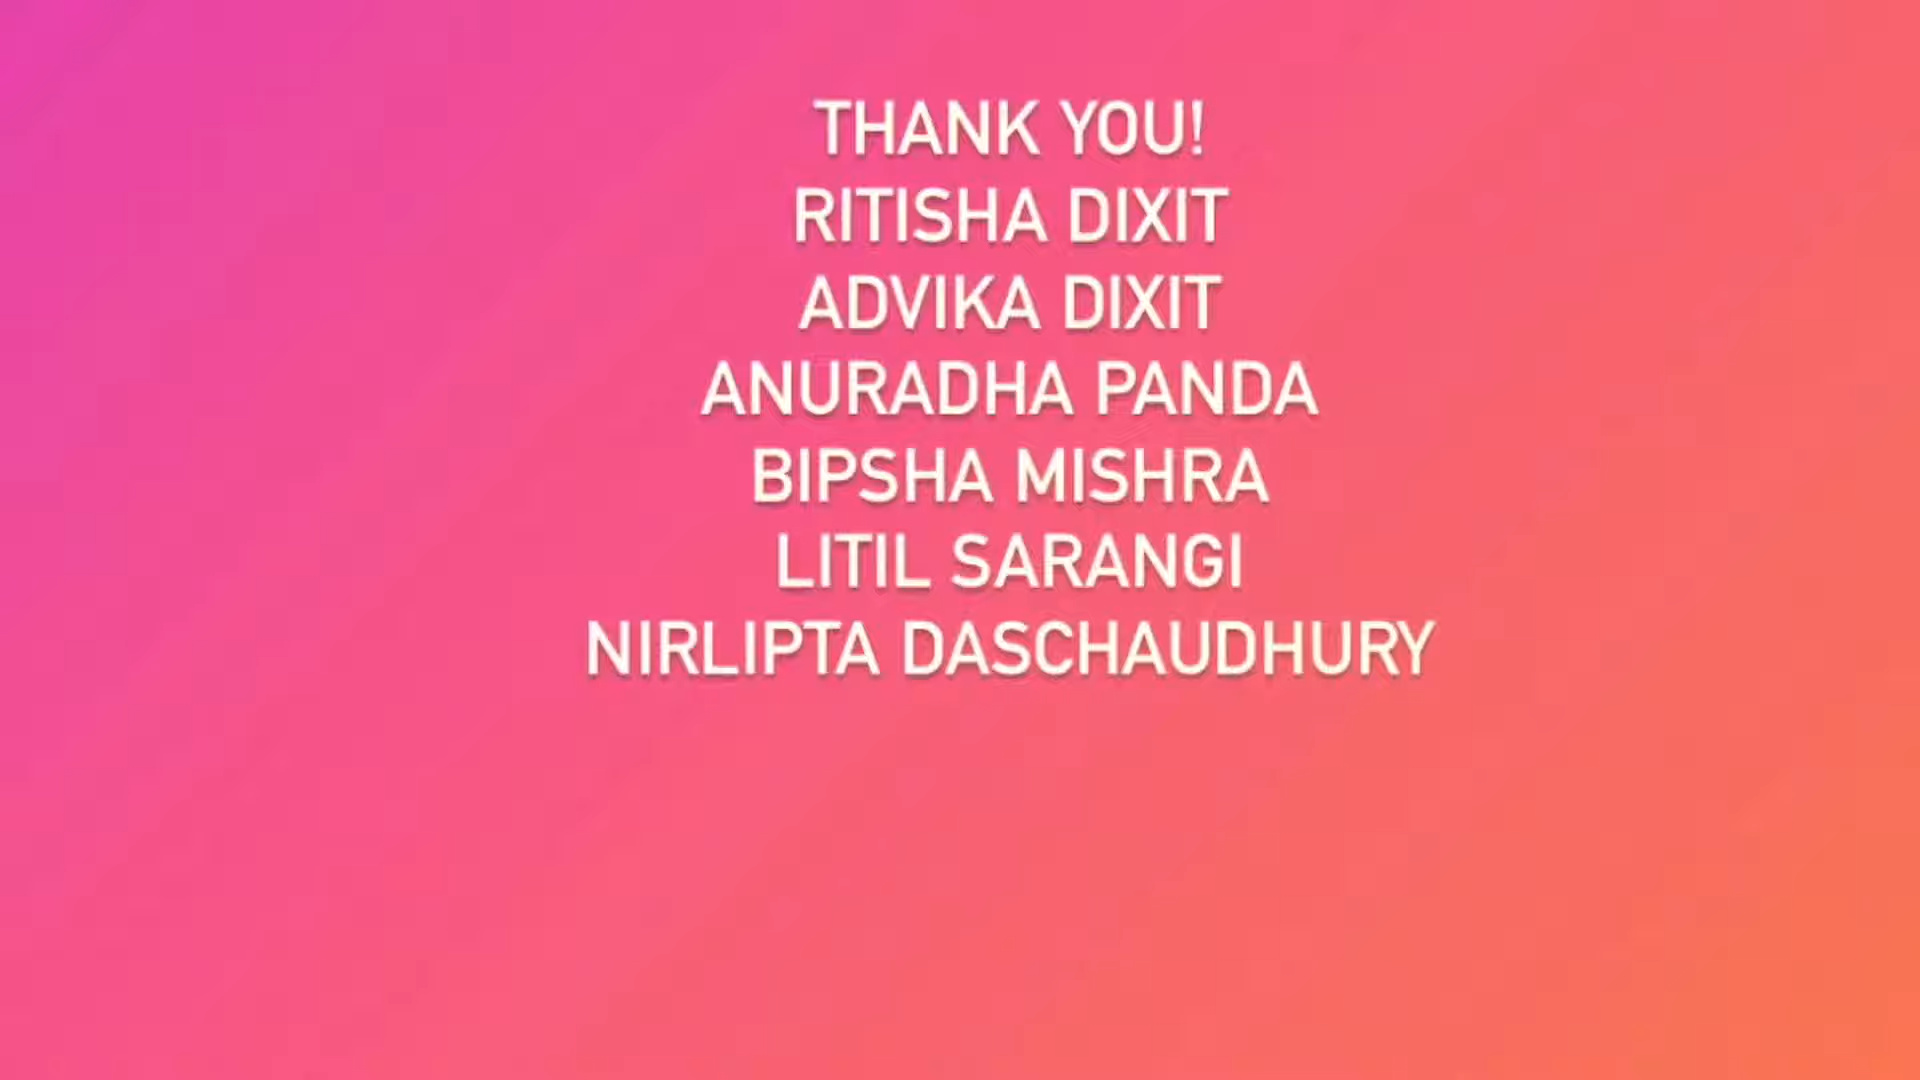 THANK YOU!
RITISHA DIXIT
ADVIKA DIXIT
ANURADHA PANDA
BIPSHA MISHRA
LITIL SARANGI
NIRLIPTA DASCHAUDHURY